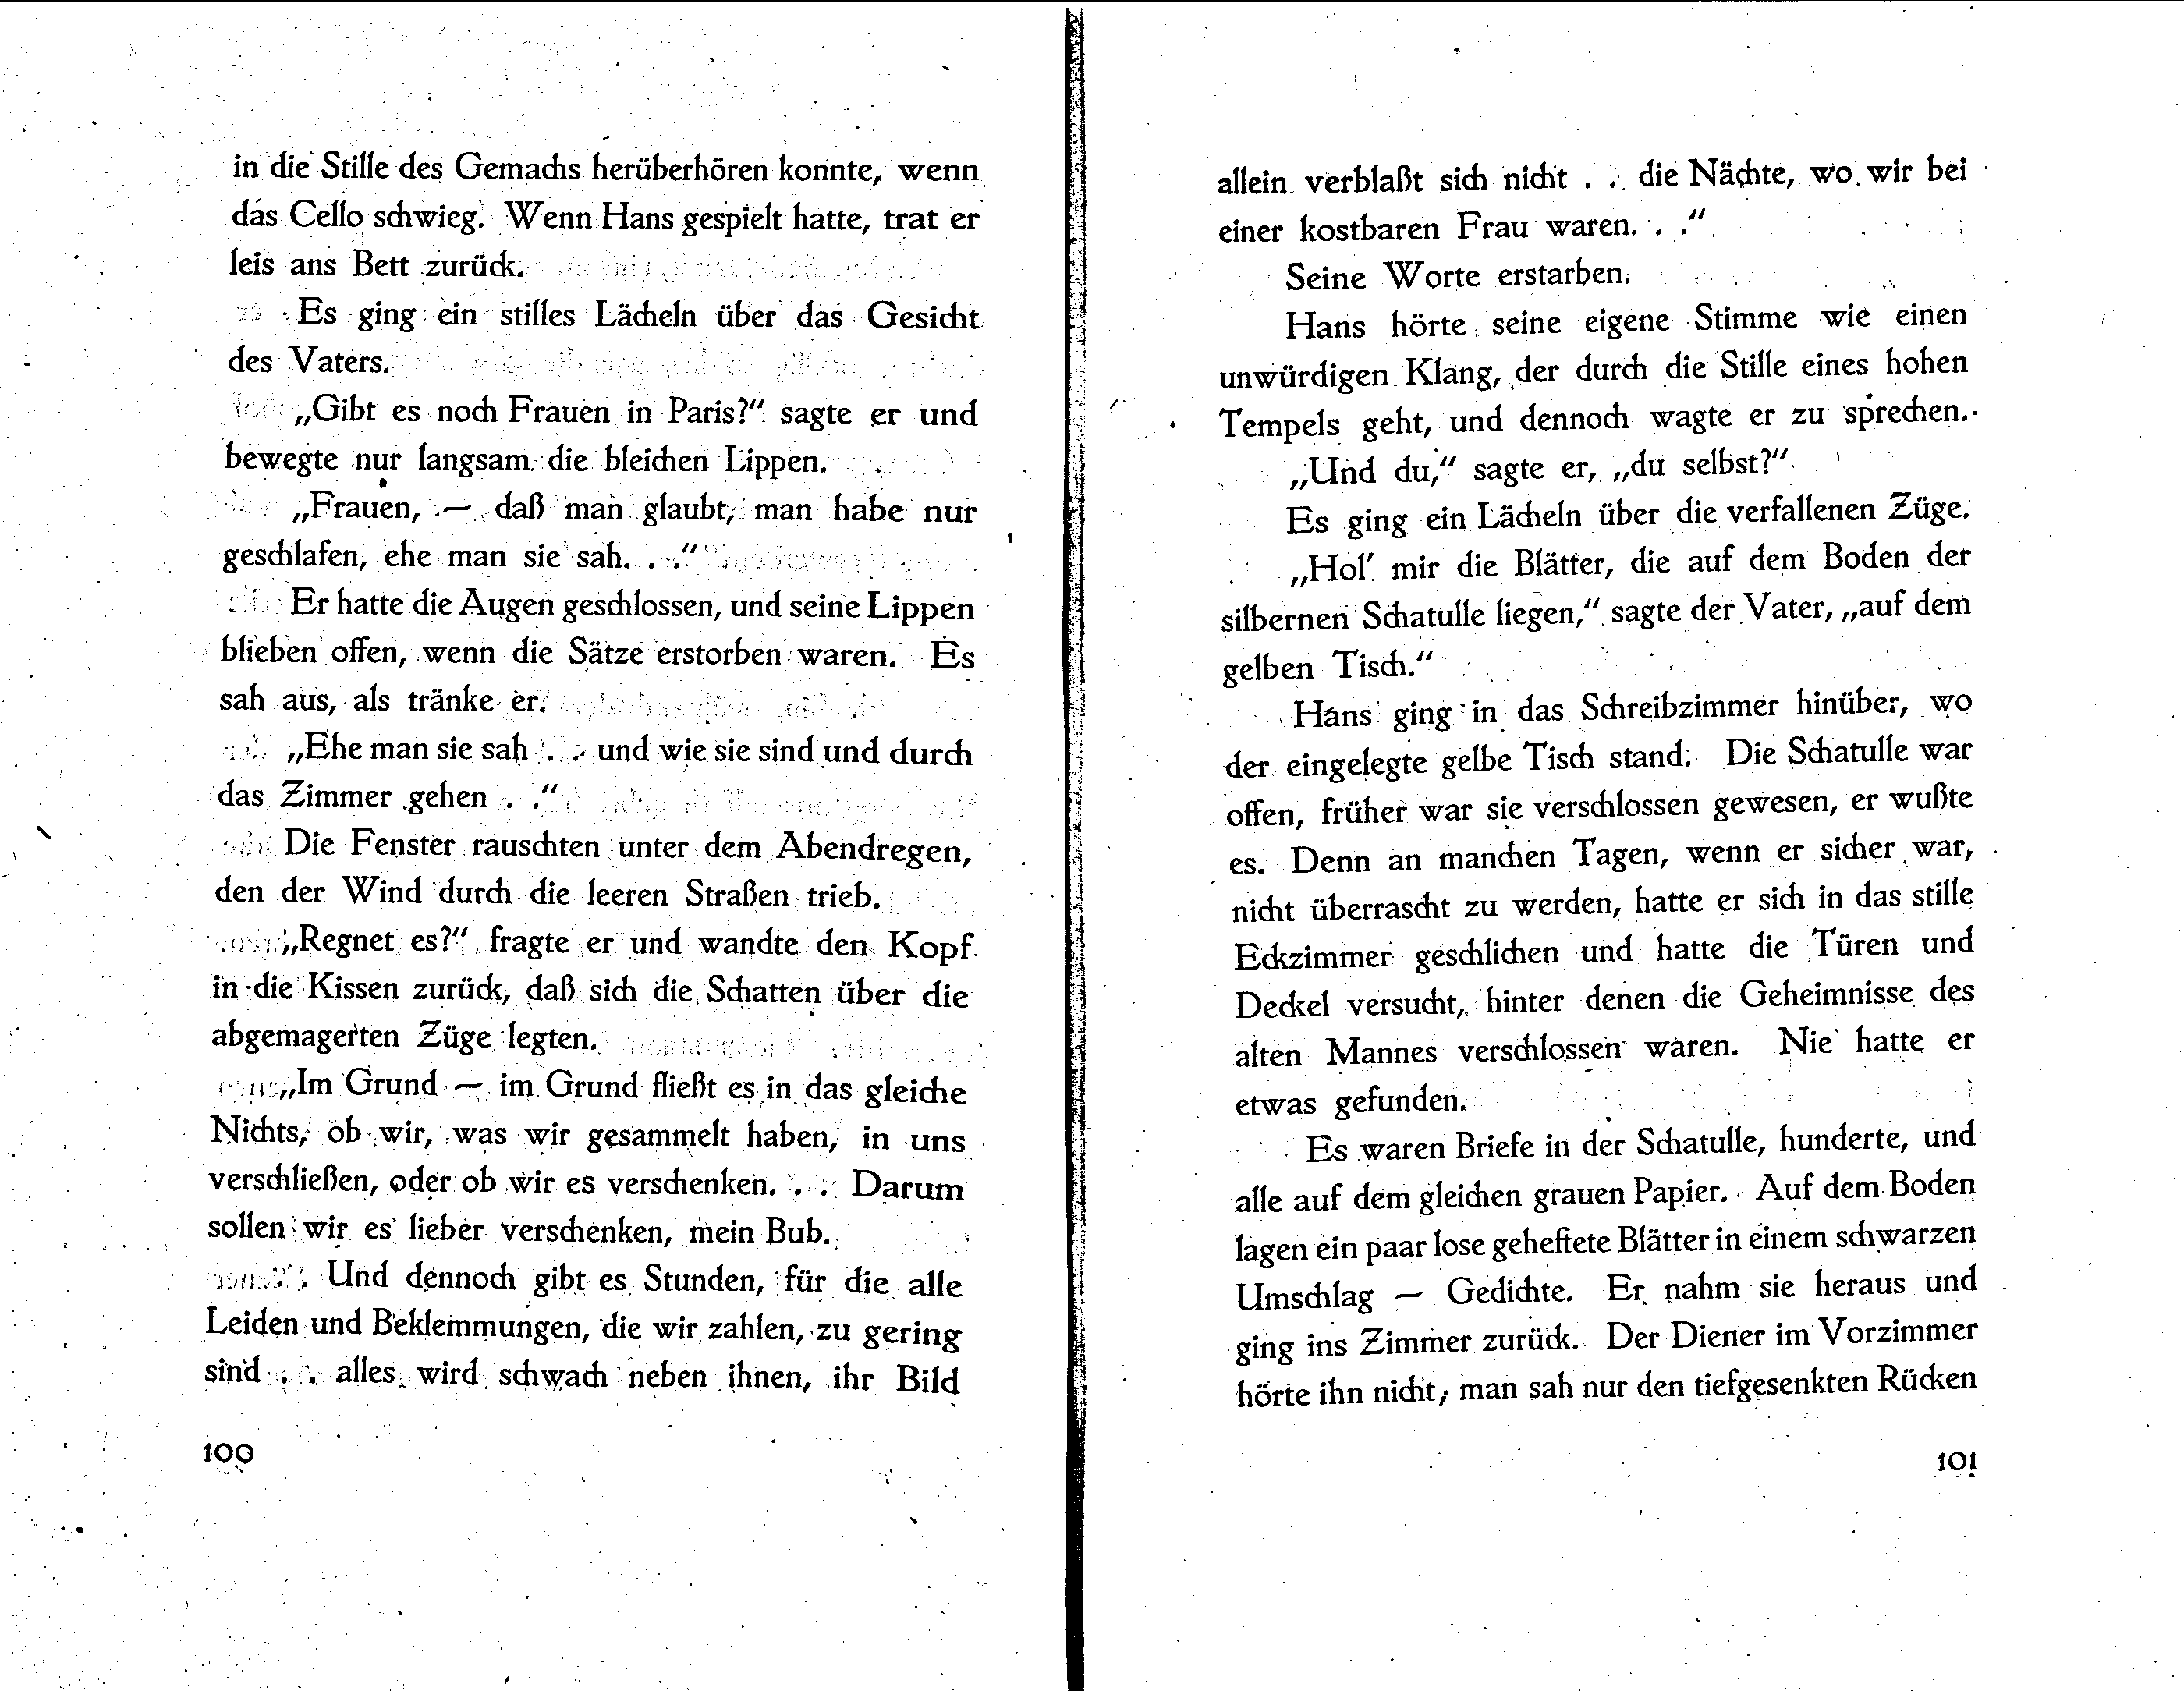 in die Stille des Gemachs herüberhören konnte, wenn
das Cello schwieg. Wenn Hans gespielt hatte, trat er
leis ans Bett zurück.
Es ging ein stilles Lächeln über das Gesicht
des Vaters.
„Gibt es noch Frauen in Paris?“ sagte er und
bewegte nur langsam die bleichen Lippen.
„Frauen, — daß man glaubt, man habe nur
geschlafen, ehe man sie sah. . .“
Er hatte die Augen geschlossen, und seine Lippen
blieben offen, wenn die Sätze erstorben waren. Es
sah aus, als tränke er.
„Ehe man sie sah . . und wie sie sind und durch
das Zimmer gehen . .“
Die Fenster rauschten unter dem Abendregen,
den der Wind durch die leeren Straßen trieb.
„Regnet es?“ fragte er und wandte den Kopf
in die Kissen zurück, daß sich die Schatten über die
abgemagerten Züge legten.
„Im Grund — im Grund fließt es in das gleiche
Nichts, ob wir, was wir gesammelt haben, in uns
verschließen, oder ob wir es verschenken. . . Darum
sollen wir es lieber verschenken, mein Bub.
Und dennoch gibt es Stunden, für die alle
Leiden und Beklemmungen, die wir zahlen, zu gering
sind . . alles wird schwach neben ihnen, ihr Bild
100
allein verblaßt sich nicht . . die Nächte, wo wir bei
einer kostbaren Frau waren. . .“
Seine Worte erstarben.
Hans hörte seine eigene Stimme wie einen
unwürdigen Klang, der durch die Stille eines hohen
Tempels geht, und dennoch wagte er zu sprechen.
„Und du,“ sagte er, „du selbst?“
Es ging ein Lächeln über die verfallenen Züge.
„Hol' mir die Blätter, die auf dem Boden der
silbernen Schatulle liegen,“ sagte der Vater, „auf dem
gelben Tisch.“
Hans ging in das Schreibzimmer hinüber, wo
der eingelegte gelbe Tisch stand. Die Schatulle war
offen, früher war sie verschlossen gewesen, er wußte
es. Denn an manchen Tagen, wenn er sicher war,
nicht überrascht zu werden, hatte er sich in das stille
Eckzimmer geschlichen und hatte die Türen und
Deckel versucht, hinter denen die Geheimnisse des
alten Mannes verschlossen waren. Nie hatte er
etwas gefunden.
Es waren Briefe in der Schatulle, hunderte, und
alle auf dem gleichen grauen Papier. Auf dem Boden
lagen ein paar lose geheftete Blätter in einem schwarzen
Umschlag — Gedichte. Er nahm sie heraus und
ging ins Zimmer zurück. Der Diener im Vorzimmer
hörte ihn nicht, man sah nur den tiefgesenkten Rücken
101